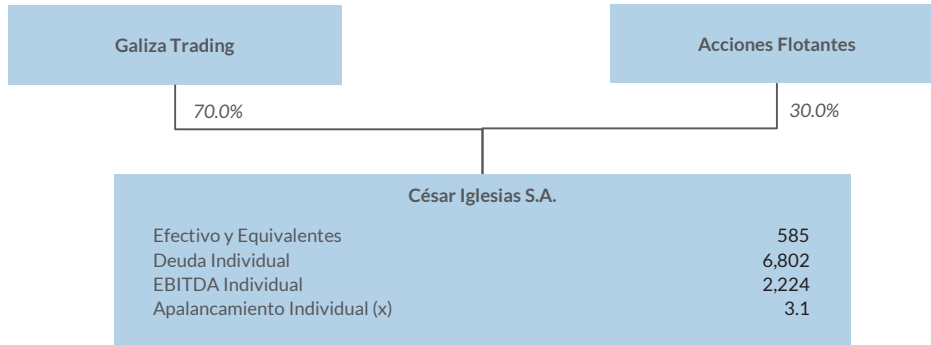 Galiza Trading
Acciones Flotantes
70.0%
30.0%
César Iglesias S.A.
Efectivo y Equivalentes 585
Deuda Individual 6,802
EBITDA Individual 2,224
Apalancamiento Individual (x) 3.1